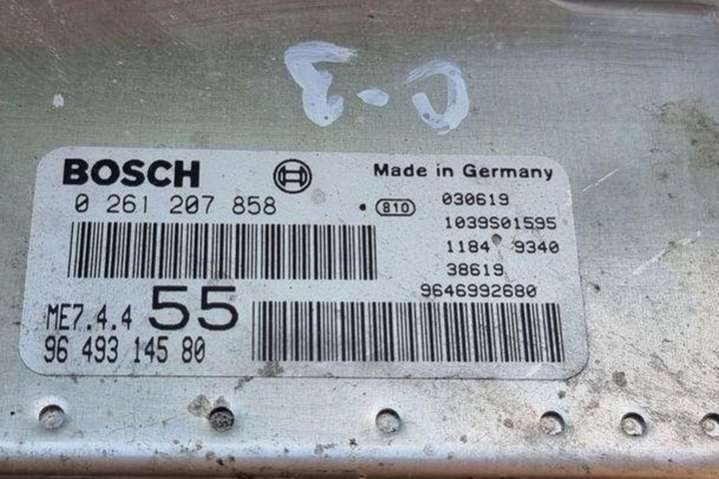 C-3
BOSCH
Made in Germany
0 261 207 858
810
030619
1039S01595
1184 9340
38619
9646992680
ME7.4.4 55
96 493 145 80